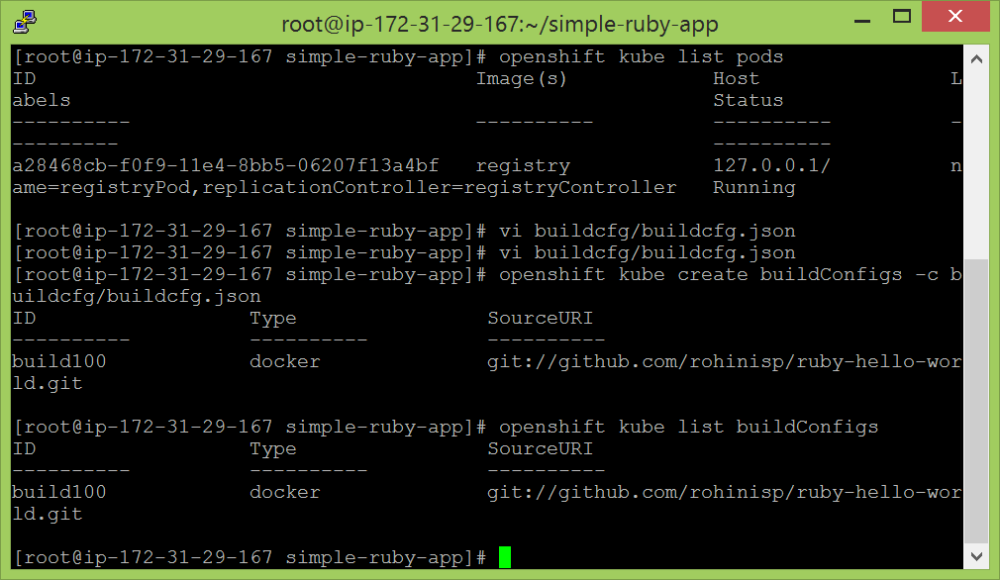 root@ip-172-31-29-167:~/simple-ruby-app
[root@ip-172-31-29-167 simple-ruby-app]# openshift kube list pods
ID                                     Image(s)            Host                L
abels                                                      Status
----------                             ----------          ----------          -
---------                                                  ----------
a28468cb-f0f9-11e4-8bb5-06207f13a4bf   registry            127.0.0.1/          n
ame=registryPod,replicationController=registryController   Running
[root@ip-172-31-29-167 simple-ruby-app]# vi buildcfg/buildcfg.json
[root@ip-172-31-29-167 simple-ruby-app]# vi buildcfg/buildcfg.json
[root@ip-172-31-29-167 simple-ruby-app]# openshift kube create buildConfigs -c b
uildcfg/buildcfg.json
ID                  Type                SourceURI
----------          ----------          ----------
build100            docker              git://github.com/rohinisp/ruby-hello-wor
ld.git
[root@ip-172-31-29-167 simple-ruby-app]# openshift kube list buildConfigs
ID                  Type                SourceURI
----------          ----------          ----------
build100            docker              git://github.com/rohinisp/ruby-hello-wor
ld.git
[root@ip-172-31-29-167 simple-ruby-app]#